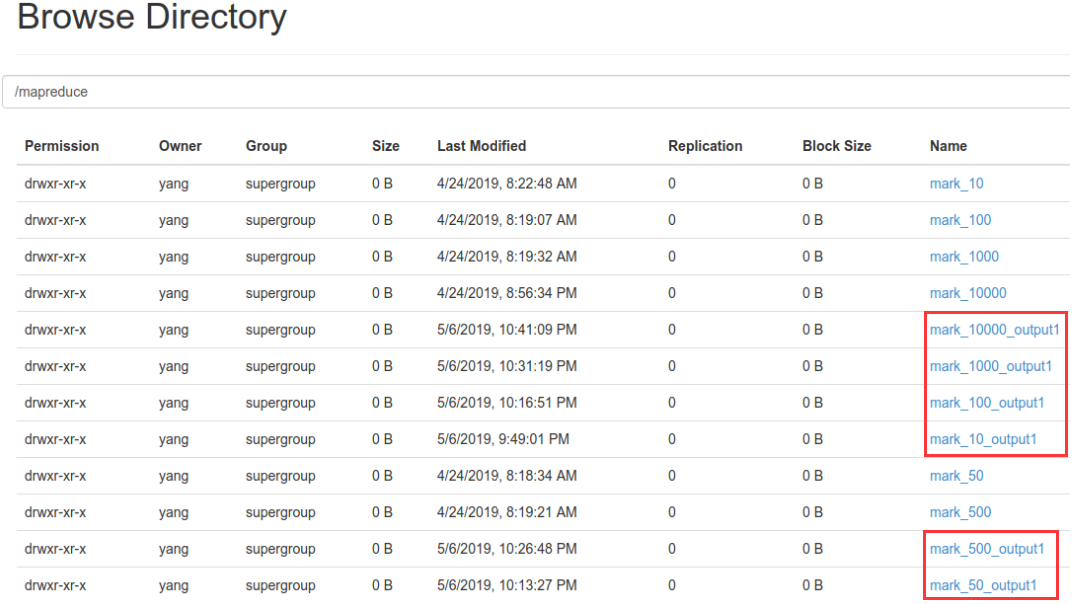 Browse Directory
/mapreduce
Permission Owner Group Size Last Modified Replication Block Size Name
drwxr-xr-x yang supergroup 0 B 4/24/2019, 8:22:48 AM 0 0 B mark_10
drwxr-xr-x yang supergroup 0 B 4/24/2019, 8:19:07 AM 0 0 B mark_100
drwxr-xr-x yang supergroup 0 B 4/24/2019, 8:19:32 AM 0 0 B mark_1000
drwxr-xr-x yang supergroup 0 B 4/24/2019, 8:56:34 PM 0 0 B mark_10000
drwxr-xr-x yang supergroup 0 B 5/6/2019, 10:41:09 PM 0 0 B mark_10000_output1
drwxr-xr-x yang supergroup 0 B 5/6/2019, 10:31:19 PM 0 0 B mark_1000_output1
drwxr-xr-x yang supergroup 0 B 5/6/2019, 10:16:51 PM 0 0 B mark_100_output1
drwxr-xr-x yang supergroup 0 B 5/6/2019, 9:49:01 PM 0 0 B mark_10_output1
drwxr-xr-x yang supergroup 0 B 4/24/2019, 8:18:34 AM 0 0 B mark_50
drwxr-xr-x yang supergroup 0 B 4/24/2019, 8:19:21 AM 0 0 B mark_500
drwxr-xr-x yang supergroup 0 B 5/6/2019, 10:26:48 PM 0 0 B mark_500_output1
drwxr-xr-x yang supergroup 0 B 5/6/2019, 10:13:27 PM 0 0 B mark_50_output1